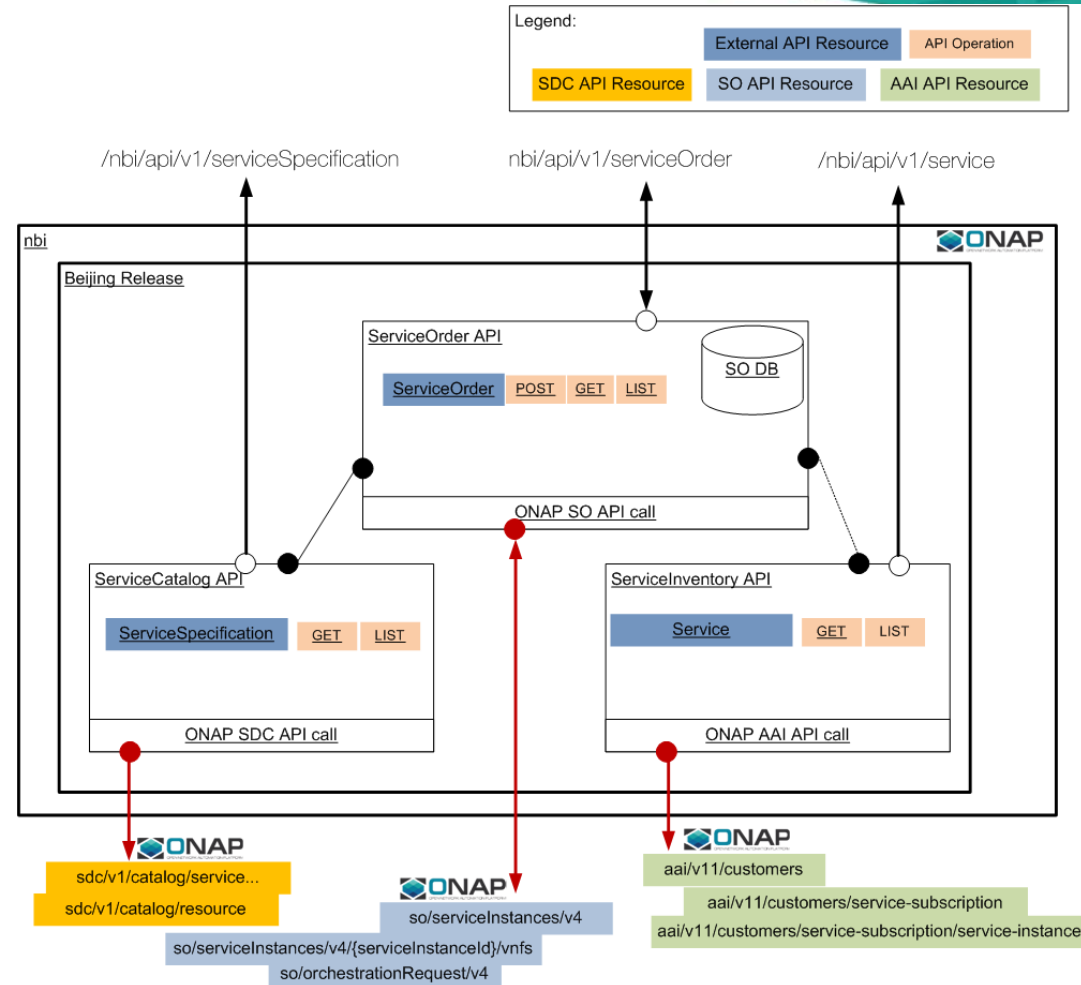 Legend:
External API Resource
API Operation
SDC API Resource
SO API Resource
AAI API Resource
/nbi/api/v1/serviceSpecification
nbi/api/v1/serviceOrder
/nbi/api/v1/service
nbi
ONAP
Beijing Release
ServiceOrder API
SO DB
ServiceOrder
POST
GET
LIST
ONAP SO API call
ServiceCatalog API
ServiceSpecification
GET
LIST
ONAP SDC API call
ServiceInventory API
Service
GET
LIST
ONAP AAI API call
ONAP
sdc/v1/catalog/service...
sdc/v1/catalog/resource
ONAP
so/serviceInstances/v4
so/serviceInstances/v4/{serviceInstanceId}/vnfs
so/orchestrationRequest/v4
ONAP
aai/v11/customers
aai/v11/customers/service-subscription
aai/v11/customers/service-subscription/service-instance